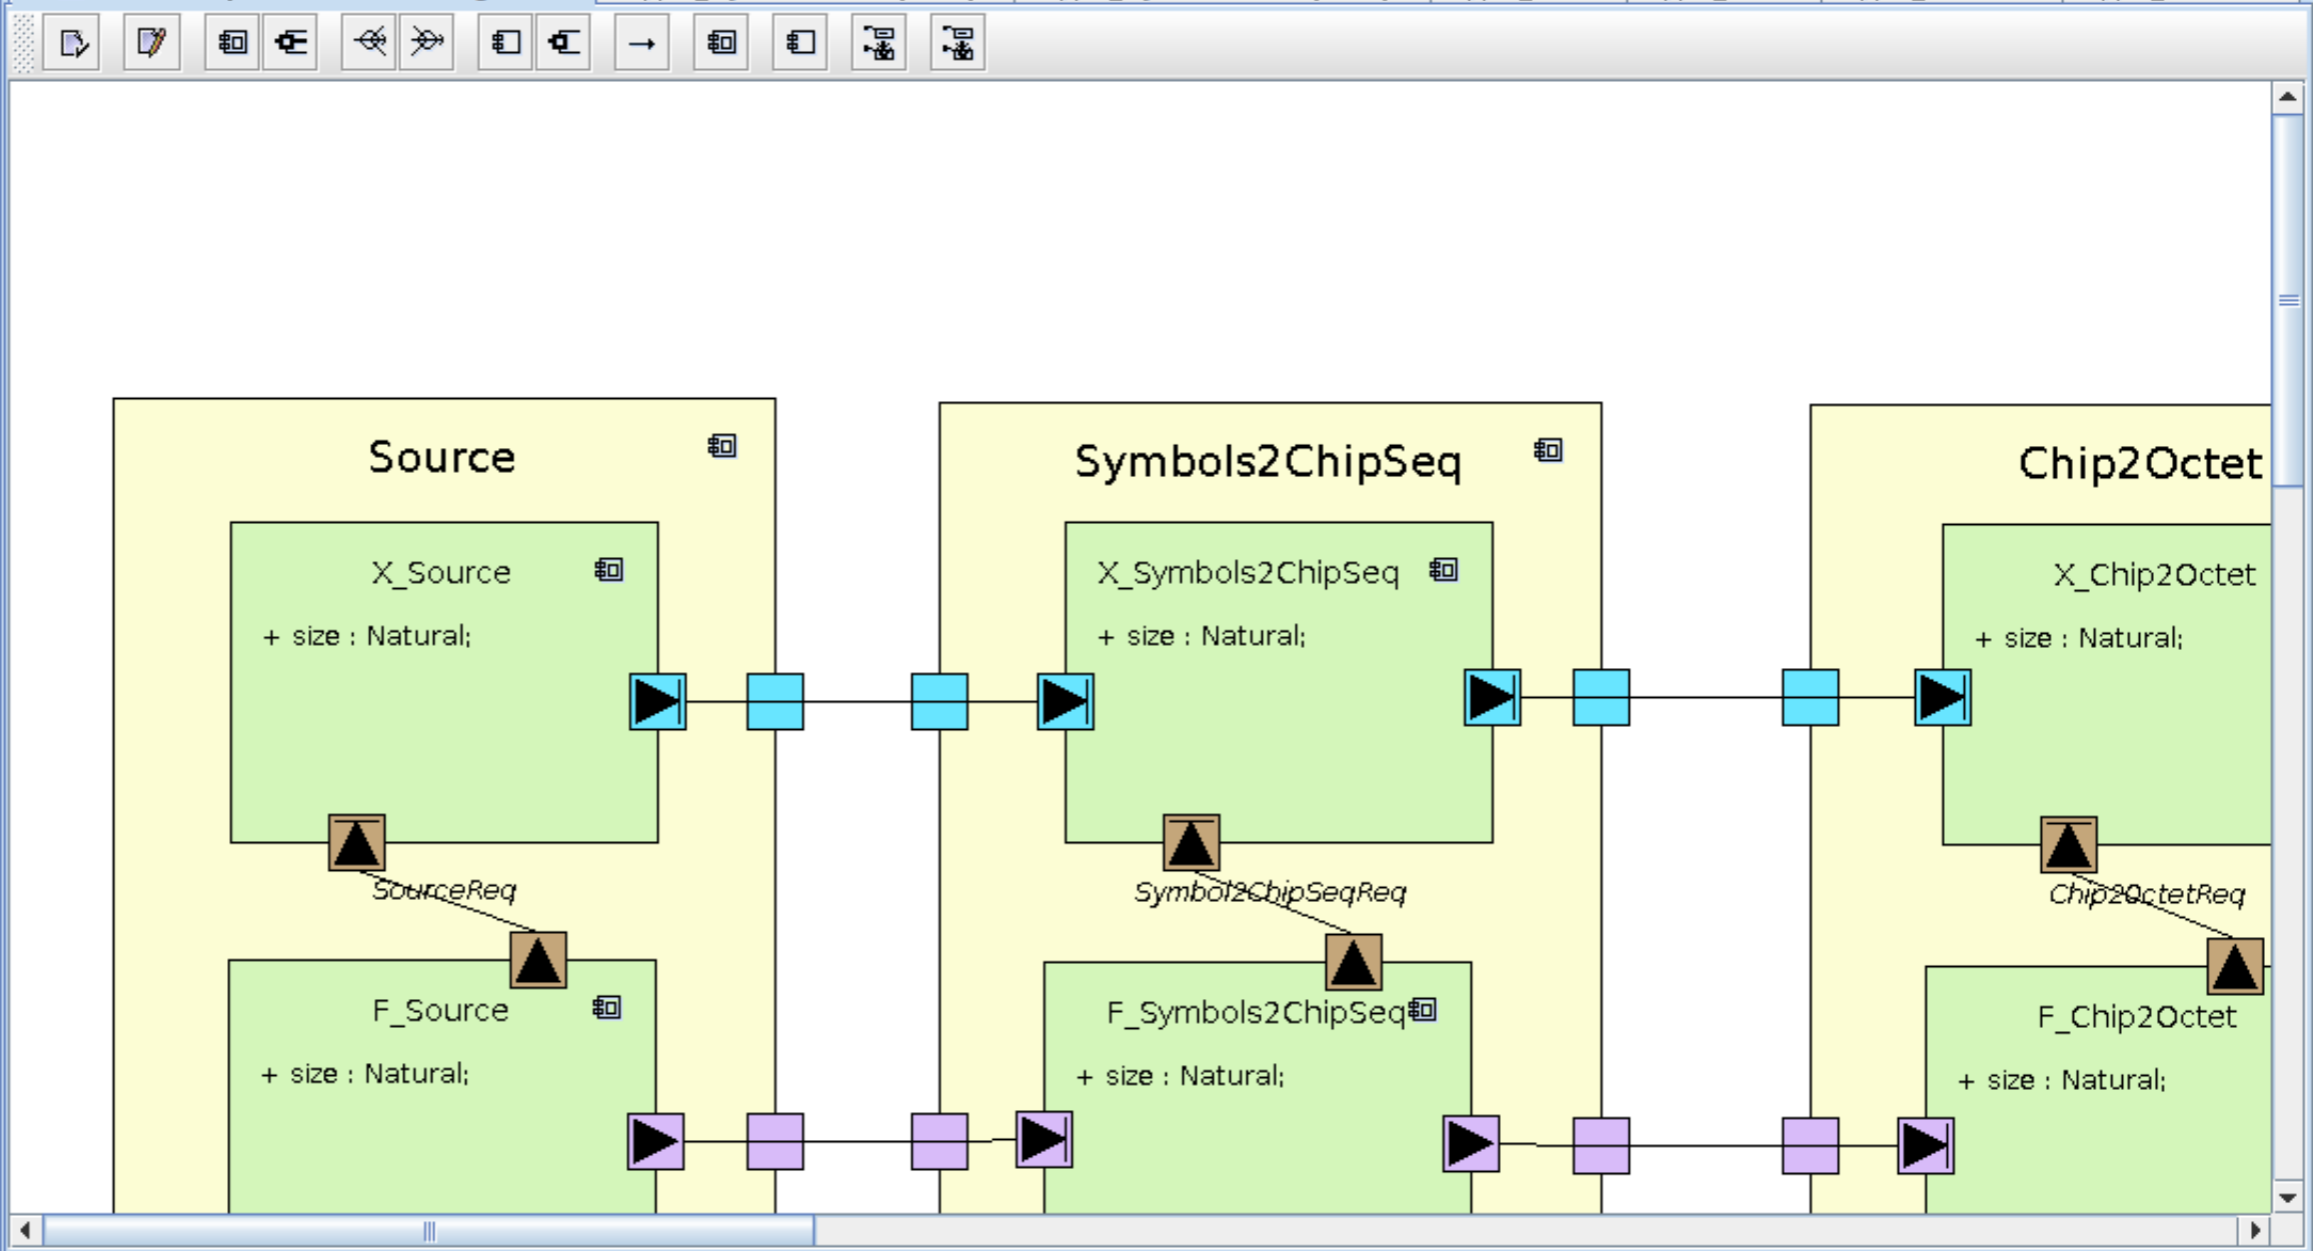 Source
X_Source
+ size : Natural;
SourceReq
F_Source
+ size : Natural;
Symbols2ChipSeq
X_Symbols2ChipSeq
+ size : Natural;
Symbol2ChipSeqReq
F_Symbols2ChipSeq
+ size : Natural;
Chip2Octet
X_Chip2Octet
+ size : Natural;
Chip2OctetReq
F_Chip2Octet
+ size : Natural;